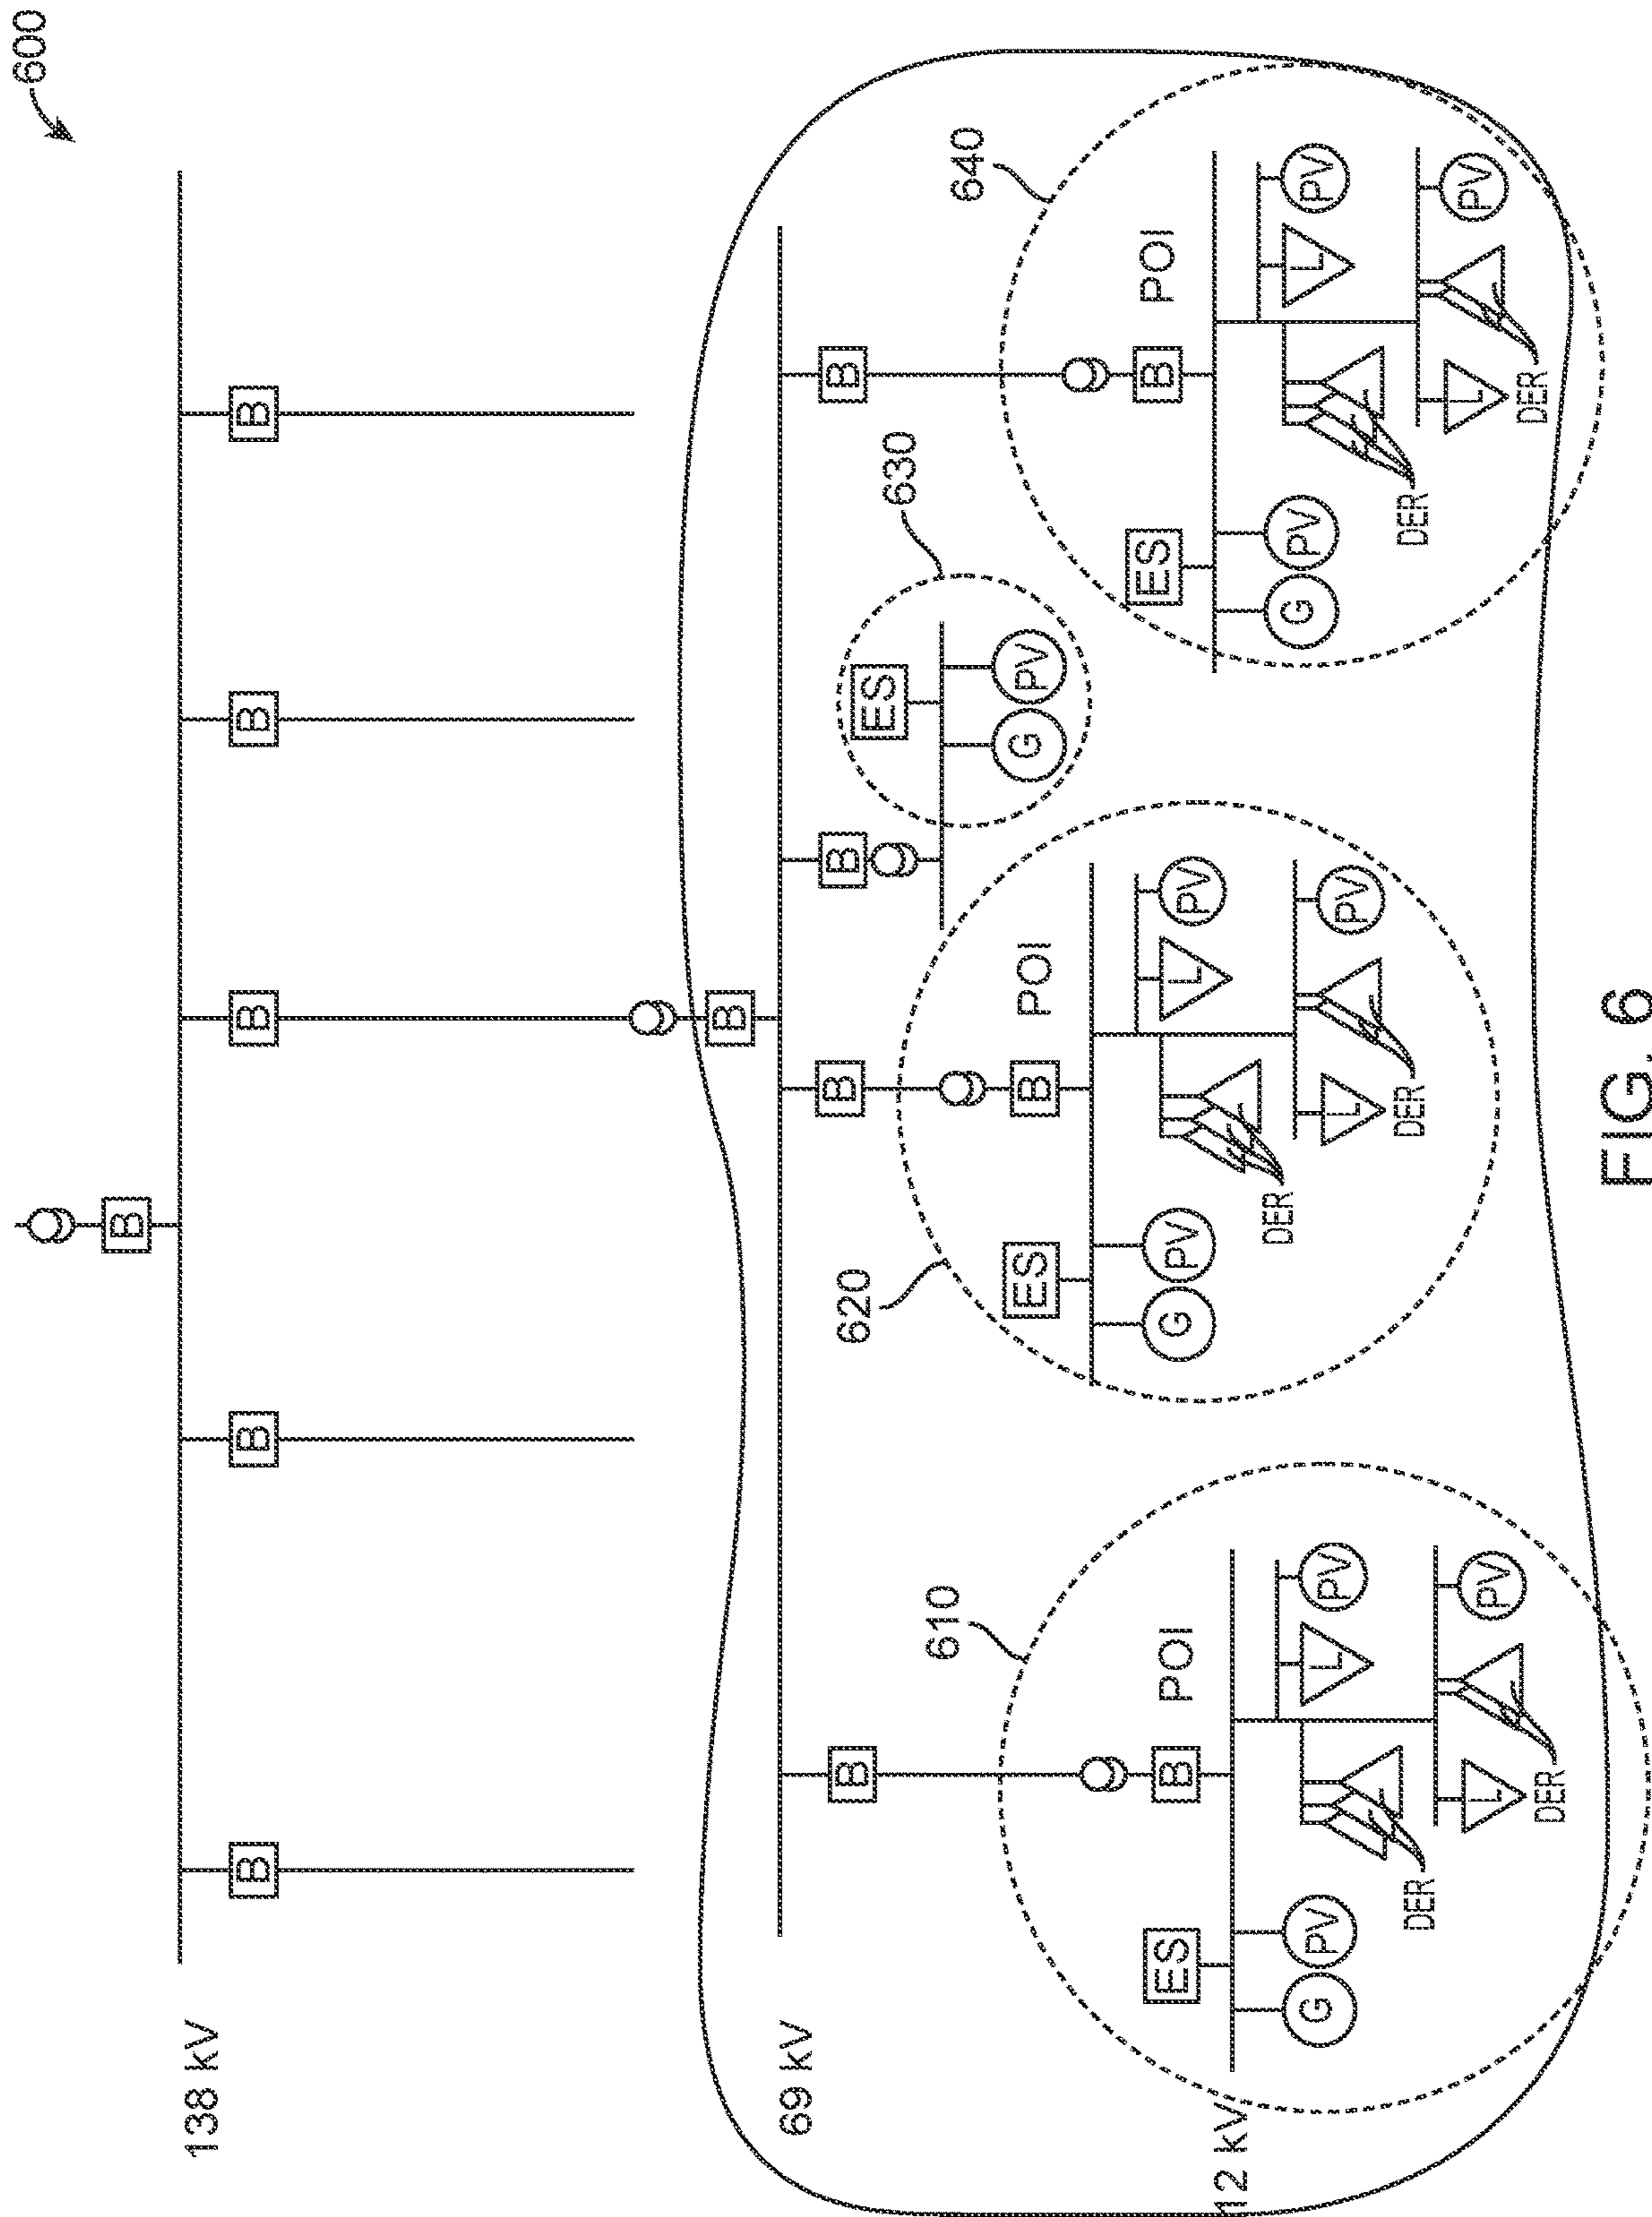 600
B
138 kV
B
B
B
B
B
B
69 kV
B
B
B
B
630
ES
G
PV
610
B
POI
12 kV
ES
G
PV
L
PV
DER
L
PV
DER
620
B
POI
ES
G
PV
L
PV
DER
L
PV
DER
640
B
POI
ES
G
PV
L
PV
DER
L
PV
DER
FIG. 6